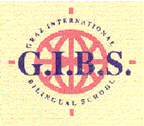 GRAZ INTERNATIONAL
G.I.B.S.
BILINGUAL SCHOOL